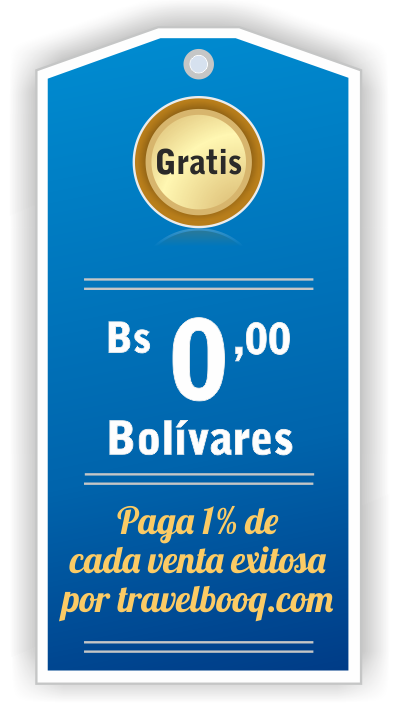 Gratis
Bs 0,00
Bolívares
Paga 1% de
cada venta exitosa
por travelbooq.com